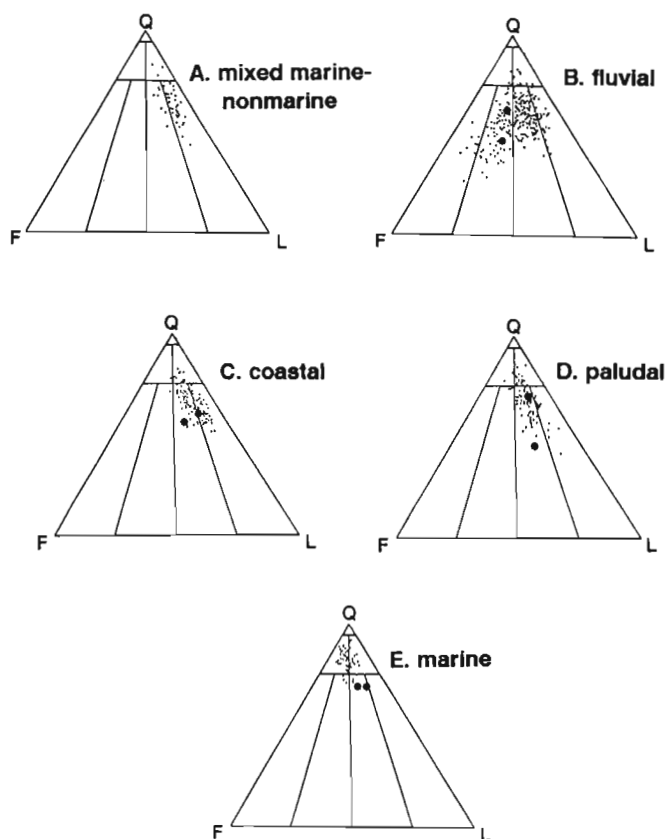 Q
A. mixed marine-
nonmarine
F L
Q
B. fluvial
F L
Q
C. coastal
F L
Q
D. paludal
F L
Q
E. marine
F L